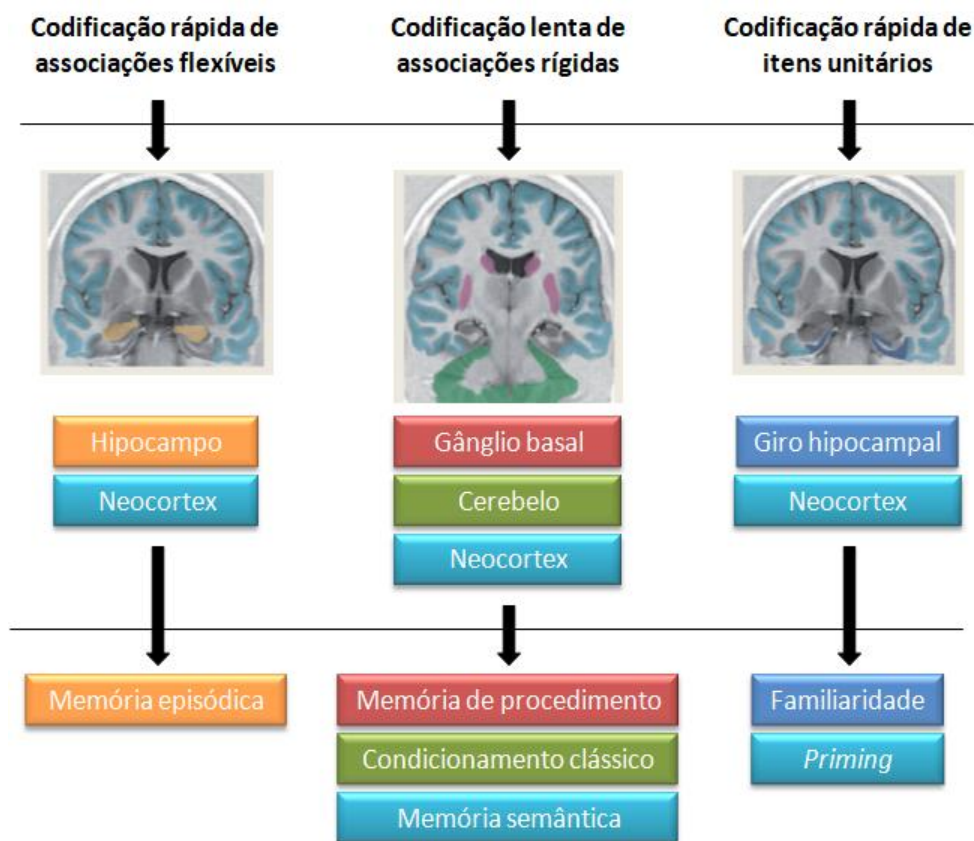 Codificação rápida de
associações flexíveis
Codificação lenta de
associações rígidas
Codificação rápida de
itens unitários
Hipocampo
Neocortex
Gânglio basal
Cerebelo
Neocortex
Giro hipocampal
Neocortex
Memória episódica
Memória de procedimento
Condicionamento clássico
Memória semântica
Familiaridade
Priming